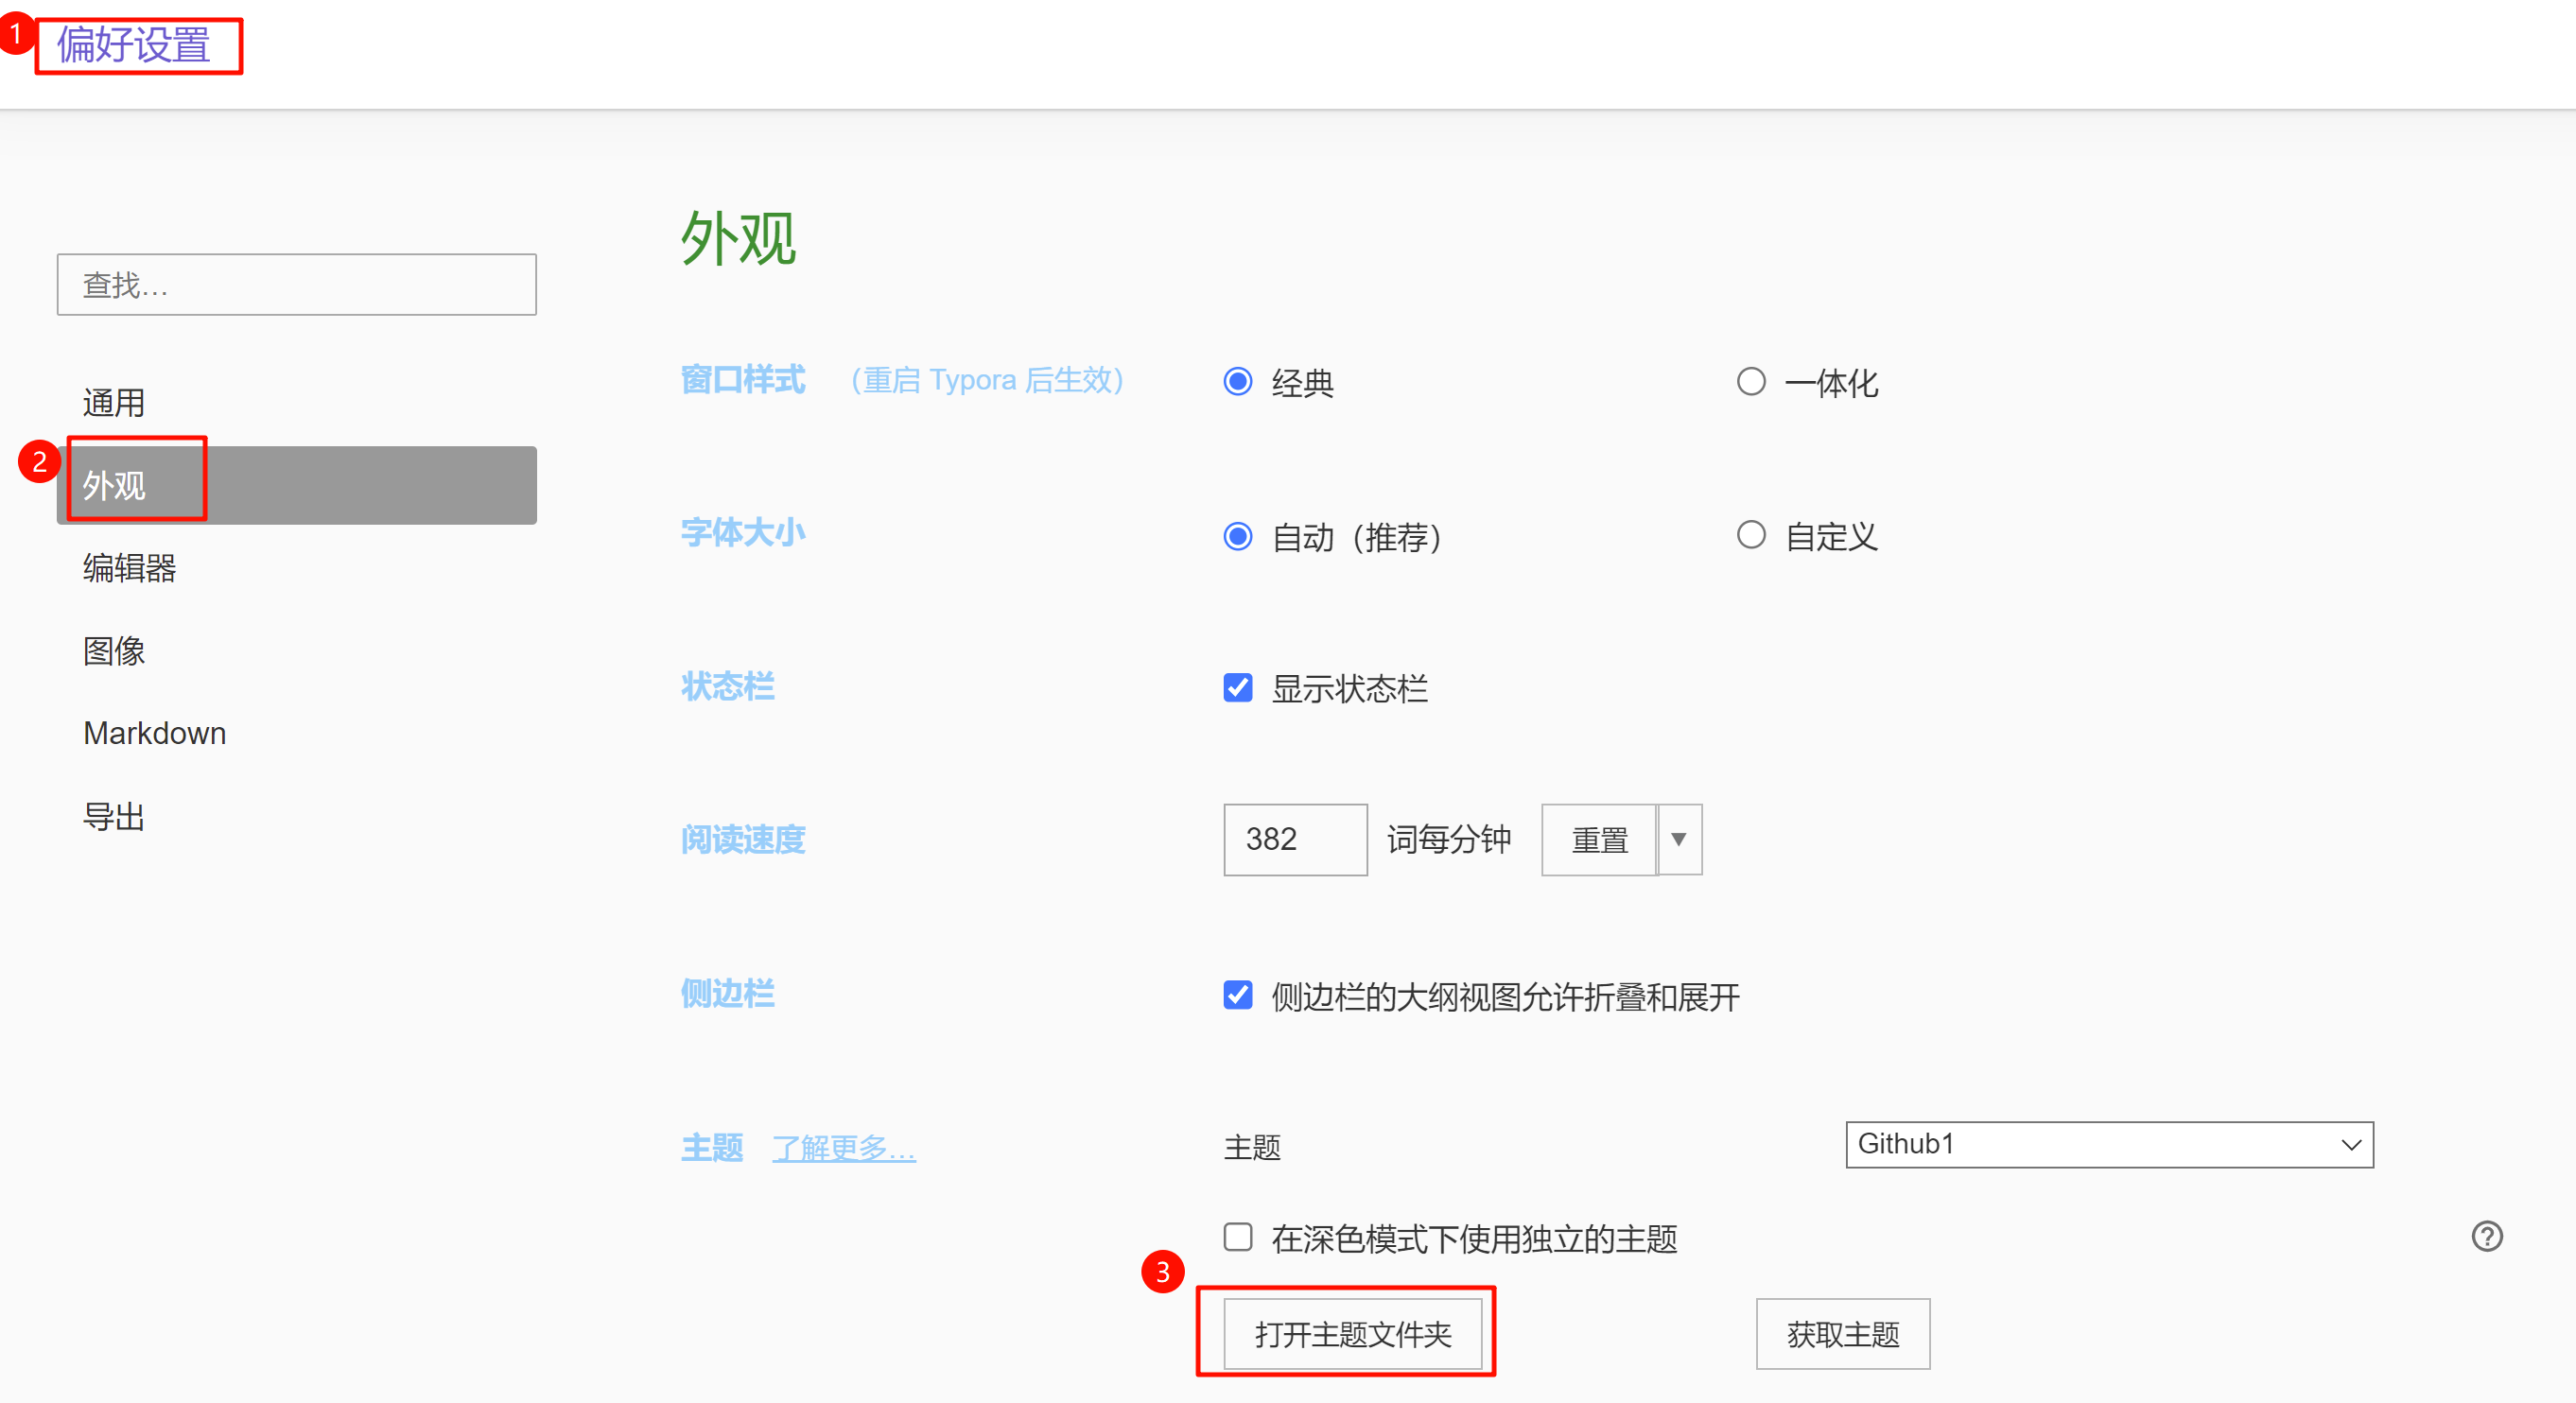 1
偏好设置
外观
查找…
通用
2
外观
编辑器
图像
Markdown
导出
窗口样式 （重启 Typora 后生效） 经典 一体化
字体大小 自动（推荐） 自定义
状态栏 显示状态栏
阅读速度 382 词每分钟 重置 ▼
侧边栏 侧边栏的大纲视图允许折叠和展开
主题 了解更多… 主题 Github1
在深色模式下使用独立的主题 ?
3
打开主题文件夹 获取主题